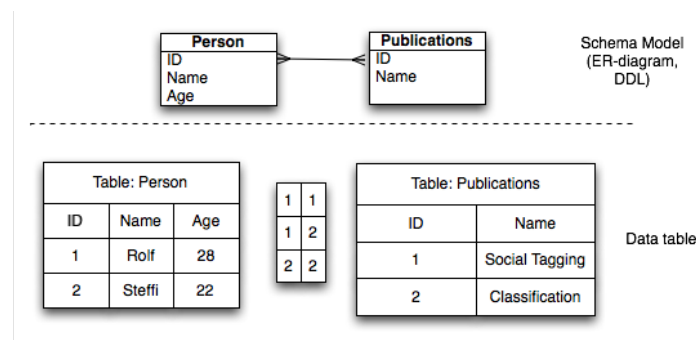 Person
ID
Name
Age
Publications
ID
Name
Schema Model
(ER-diagram,
DDL)
Table: Person
ID Name Age
1 Rolf 28
2 Steffi 22
1 1
1 2
2 2
Table: Publications
ID Name
1 Social Tagging
2 Classification
Data table